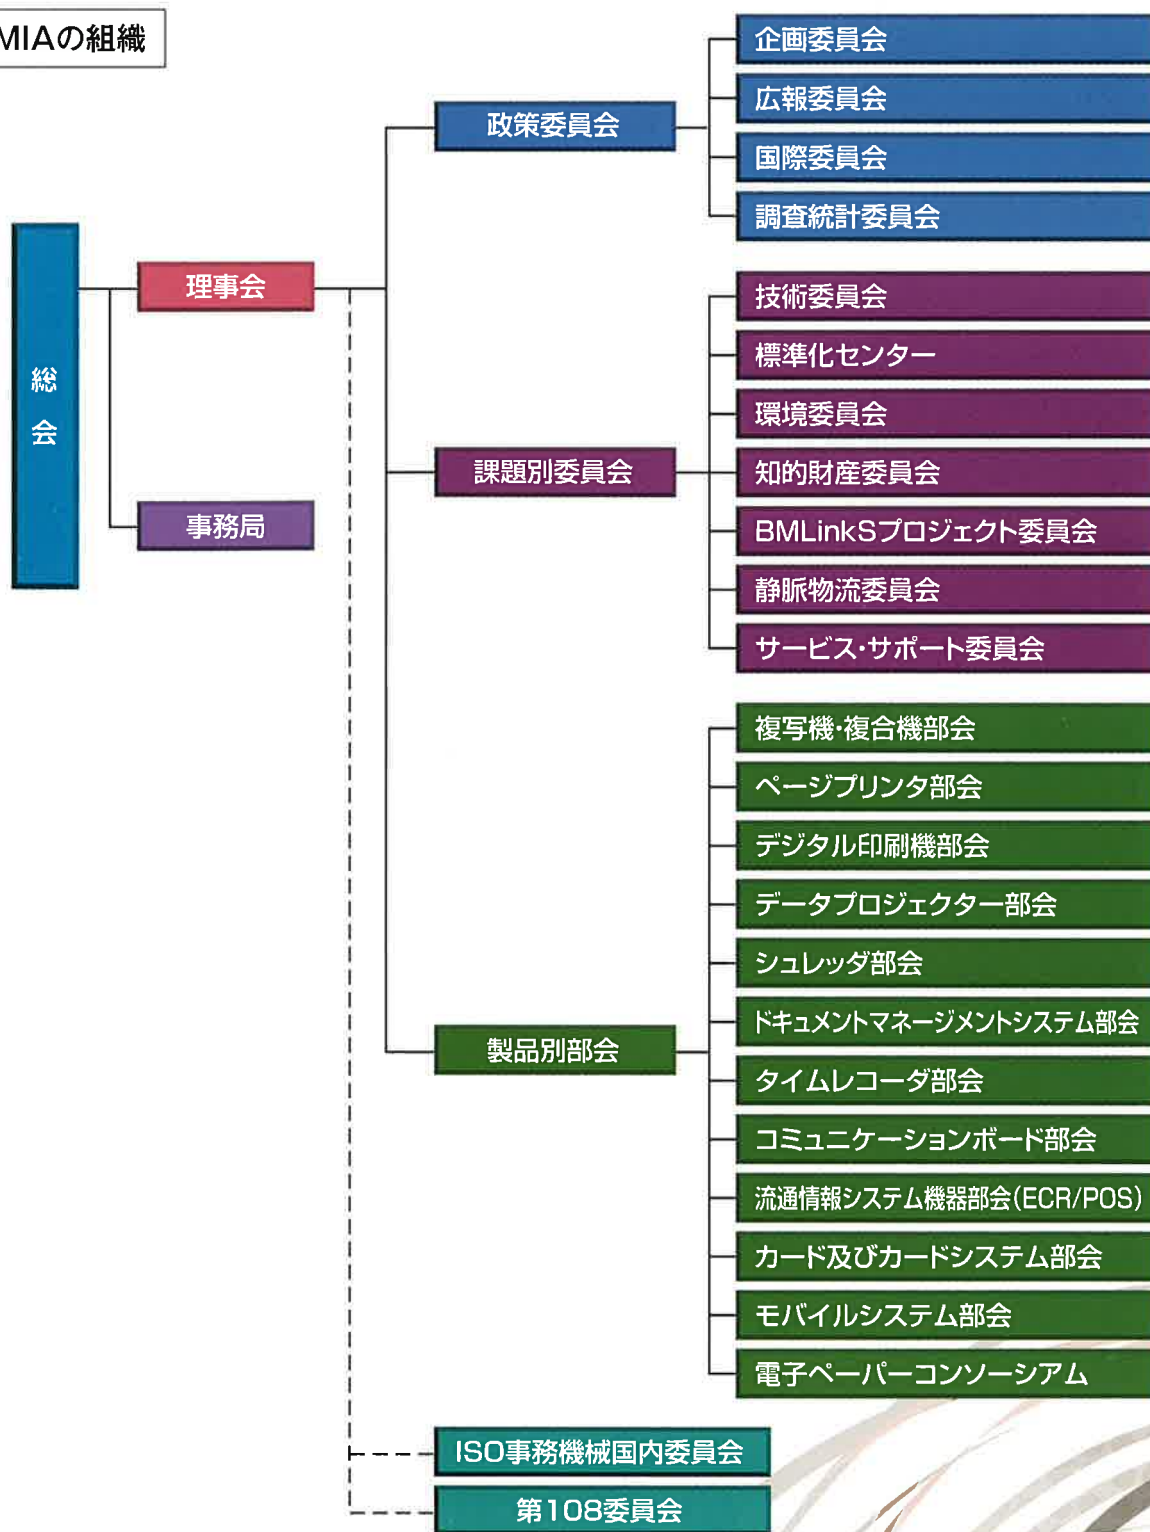 MIAの組織
総会
理事会
事務局
政策委員会
企画委員会
広報委員会
国際委員会
調査統計委員会
課題別委員会
技術委員会
標準化センター
環境委員会
知的財産委員会
BMLinkSプロジェクト委員会
静脈物流委員会
サービス・サポート委員会
製品別部会
複写機・複合機部会
ページプリンタ部会
デジタル印刷機部会
データプロジェクター部会
シュレッダ部会
ドキュメントマネージメントシステム部会
タイムレコーダ部会
コミュニケーションボード部会
流通情報システム機器部会(ECR/POS)
カード及びカードシステム部会
モバイルシステム部会
電子ペーパーコンソーシアム
ISO事務機械国内委員会
第108委員会